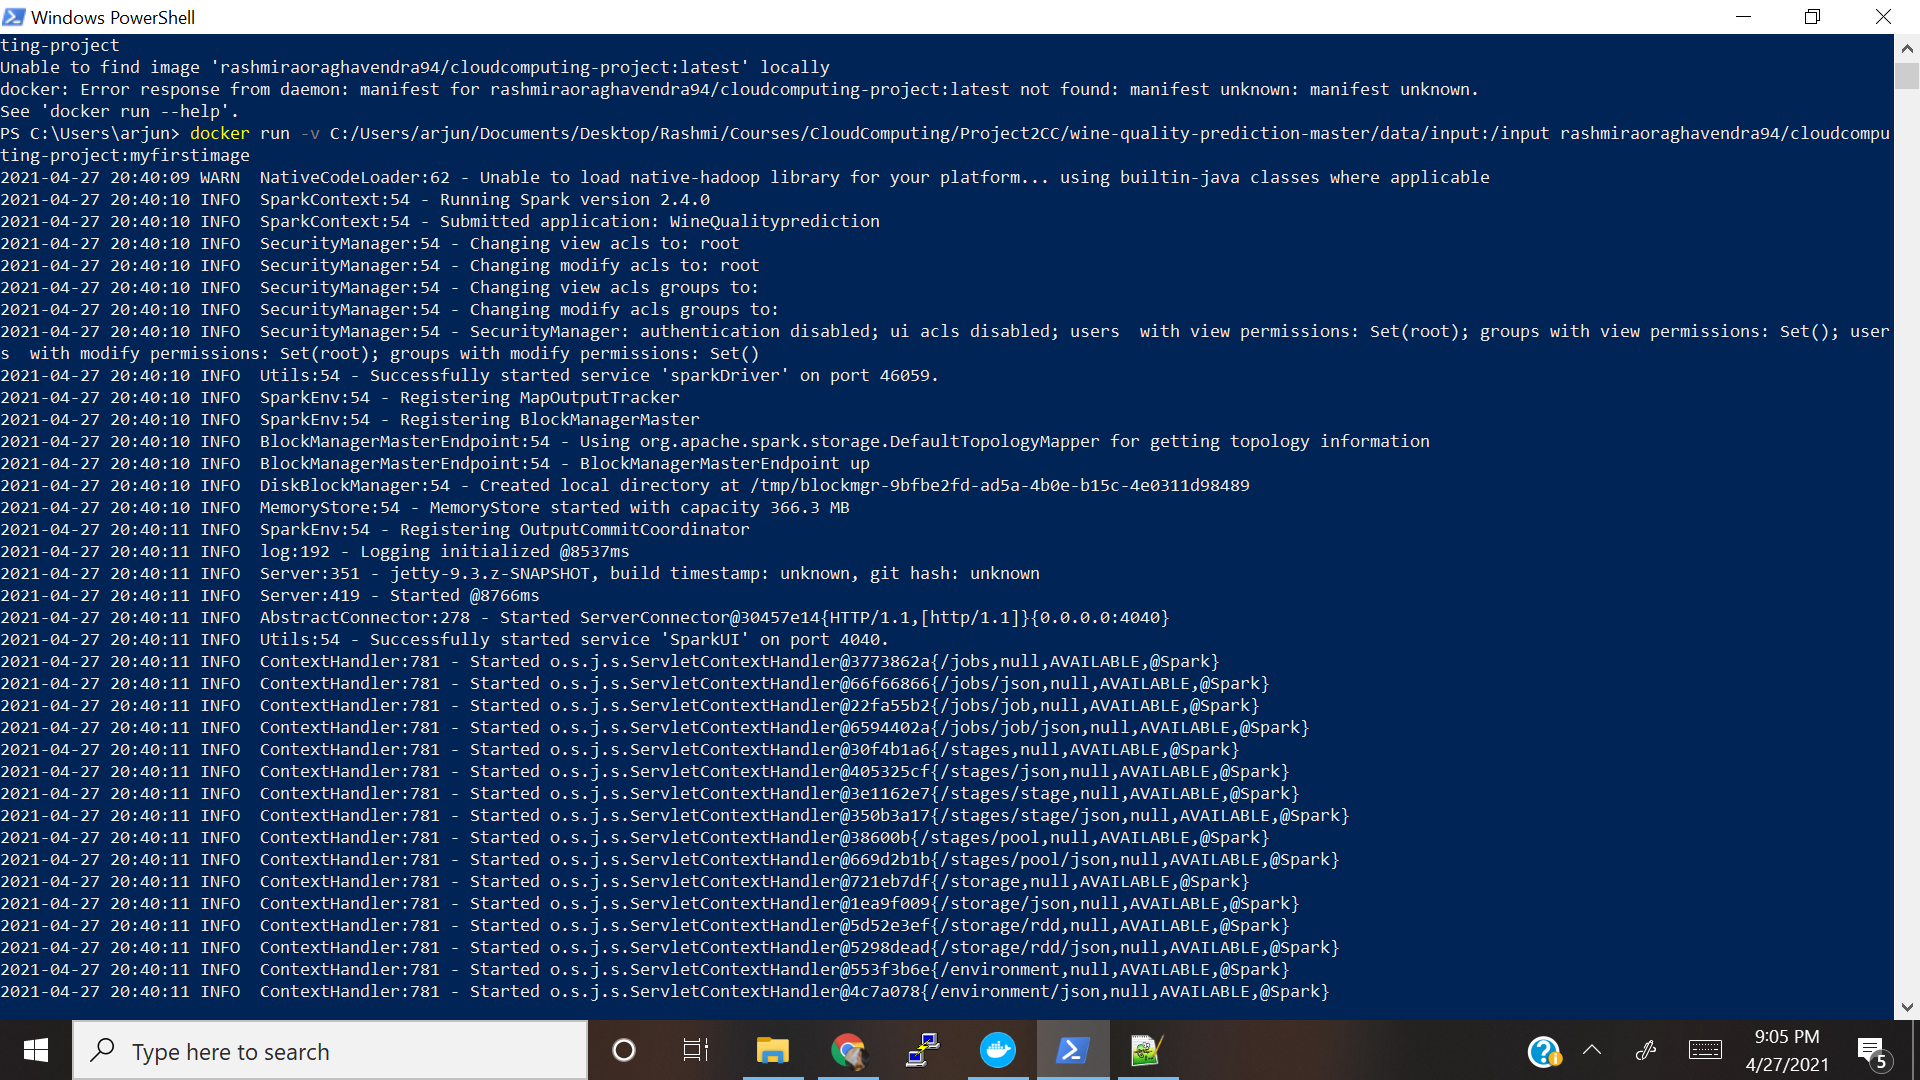 Windows PowerShell
ting-project
Unable to find image 'rashmiraoraghavendra94/cloudcomputing-project:latest' locally
docker: Error response from daemon: manifest for rashmiraoraghavendra94/cloudcomputing-project:latest not found: manifest unknown: manifest unknown.
See 'docker run --help'.
PS C:\Users\arjun> docker run -v C:/Users/arjun/Documents/Desktop/Rashmi/Courses/CloudComputing/Project2CC/wine-quality-prediction-master/data/input:/input rashmiraoraghavendra94/cloudcompu
ting-project:myfirstimage
2021-04-27 20:40:09 WARN  NativeCodeLoader:62 - Unable to load native-hadoop library for your platform... using builtin-java classes where applicable
2021-04-27 20:40:10 INFO  SparkContext:54 - Running Spark version 2.4.0
2021-04-27 20:40:10 INFO  SparkContext:54 - Submitted application: WineQualityprediction
2021-04-27 20:40:10 INFO  SecurityManager:54 - Changing view acls to: root
2021-04-27 20:40:10 INFO  SecurityManager:54 - Changing modify acls to: root
2021-04-27 20:40:10 INFO  SecurityManager:54 - Changing view acls groups to:
2021-04-27 20:40:10 INFO  SecurityManager:54 - Changing modify acls groups to:
2021-04-27 20:40:10 INFO  SecurityManager:54 - SecurityManager: authentication disabled; ui acls disabled; users  with view permissions: Set(root); groups with view permissions: Set(); user
s  with modify permissions: Set(root); groups with modify permissions: Set()
2021-04-27 20:40:10 INFO  Utils:54 - Successfully started service 'sparkDriver' on port 46059.
2021-04-27 20:40:10 INFO  SparkEnv:54 - Registering MapOutputTracker
2021-04-27 20:40:10 INFO  SparkEnv:54 - Registering BlockManagerMaster
2021-04-27 20:40:10 INFO  BlockManagerMasterEndpoint:54 - Using org.apache.spark.storage.DefaultTopologyMapper for getting topology information
2021-04-27 20:40:10 INFO  BlockManagerMasterEndpoint:54 - BlockManagerMasterEndpoint up
2021-04-27 20:40:10 INFO  DiskBlockManager:54 - Created local directory at /tmp/blockmgr-9bfbe2fd-ad5a-4b0e-b15c-4e0311d98489
2021-04-27 20:40:10 INFO  MemoryStore:54 - MemoryStore started with capacity 366.3 MB
2021-04-27 20:40:11 INFO  SparkEnv:54 - Registering OutputCommitCoordinator
2021-04-27 20:40:11 INFO  log:192 - Logging initialized @8537ms
2021-04-27 20:40:11 INFO  Server:351 - jetty-9.3.z-SNAPSHOT, build timestamp: unknown, git hash: unknown
2021-04-27 20:40:11 INFO  Server:419 - Started @8766ms
2021-04-27 20:40:11 INFO  AbstractConnector:278 - Started ServerConnector@30457e14{HTTP/1.1,[http/1.1]}{0.0.0.0:4040}
2021-04-27 20:40:11 INFO  Utils:54 - Successfully started service 'SparkUI' on port 4040.
2021-04-27 20:40:11 INFO  ContextHandler:781 - Started o.s.j.s.ServletContextHandler@3773862a{/jobs,null,AVAILABLE,@Spark}
2021-04-27 20:40:11 INFO  ContextHandler:781 - Started o.s.j.s.ServletContextHandler@66f66866{/jobs/json,null,AVAILABLE,@Spark}
2021-04-27 20:40:11 INFO  ContextHandler:781 - Started o.s.j.s.ServletContextHandler@22fa55b2{/jobs/job,null,AVAILABLE,@Spark}
2021-04-27 20:40:11 INFO  ContextHandler:781 - Started o.s.j.s.ServletContextHandler@6594402a{/jobs/job/json,null,AVAILABLE,@Spark}
2021-04-27 20:40:11 INFO  ContextHandler:781 - Started o.s.j.s.ServletContextHandler@30f4b1a6{/stages,null,AVAILABLE,@Spark}
2021-04-27 20:40:11 INFO  ContextHandler:781 - Started o.s.j.s.ServletContextHandler@405325cf{/stages/json,null,AVAILABLE,@Spark}
2021-04-27 20:40:11 INFO  ContextHandler:781 - Started o.s.j.s.ServletContextHandler@3e1162e7{/stages/stage,null,AVAILABLE,@Spark}
2021-04-27 20:40:11 INFO  ContextHandler:781 - Started o.s.j.s.ServletContextHandler@350b3a17{/stages/stage/json,null,AVAILABLE,@Spark}
2021-04-27 20:40:11 INFO  ContextHandler:781 - Started o.s.j.s.ServletContextHandler@38600b{/stages/pool,null,AVAILABLE,@Spark}
2021-04-27 20:40:11 INFO  ContextHandler:781 - Started o.s.j.s.ServletContextHandler@669d2b1b{/stages/pool/json,null,AVAILABLE,@Spark}
2021-04-27 20:40:11 INFO  ContextHandler:781 - Started o.s.j.s.ServletContextHandler@721eb7df{/storage,null,AVAILABLE,@Spark}
2021-04-27 20:40:11 INFO  ContextHandler:781 - Started o.s.j.s.ServletContextHandler@1ea9f009{/storage/json,null,AVAILABLE,@Spark}
2021-04-27 20:40:11 INFO  ContextHandler:781 - Started o.s.j.s.ServletContextHandler@5d52e3ef{/storage/rdd,null,AVAILABLE,@Spark}
2021-04-27 20:40:11 INFO  ContextHandler:781 - Started o.s.j.s.ServletContextHandler@5298dead{/storage/rdd/json,null,AVAILABLE,@Spark}
2021-04-27 20:40:11 INFO  ContextHandler:781 - Started o.s.j.s.ServletContextHandler@553f3b6e{/environment,null,AVAILABLE,@Spark}
2021-04-27 20:40:11 INFO  ContextHandler:781 - Started o.s.j.s.ServletContextHandler@4c7a078{/environment/json,null,AVAILABLE,@Spark}
Type here to search
9:05 PM
4/27/2021
5